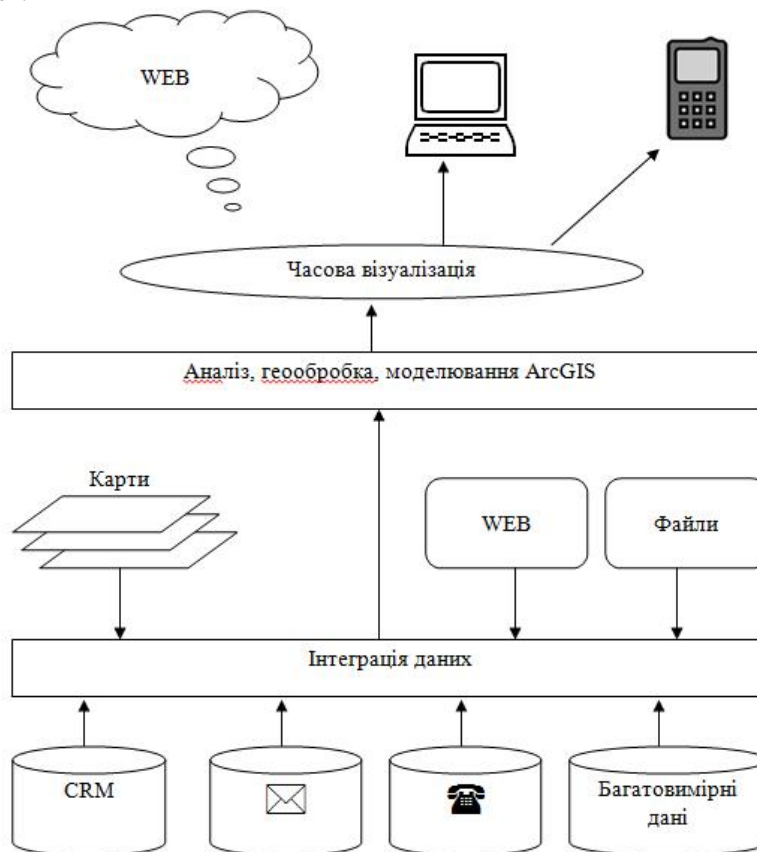 WEB
Часова візуалізація
Аналіз, геообробка, моделювання ArcGIS
Карти
WEB
Файли
Інтеграція даних
CRM
Багатовимірні
дані